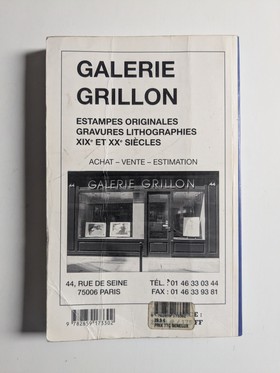 GALERIE
GRILLON
ESTAMPES ORIGINALES
GRAVURES LITHOGRAPHIES
XIXe ET XXe SIÈCLES
ACHAT – VENTE – ESTIMATION
GALERIE GRILLON
44, RUE DE SEINE
75006 PARIS
TÉL. : 01 46 33 03 44
FAX : 01 46 33 93 81